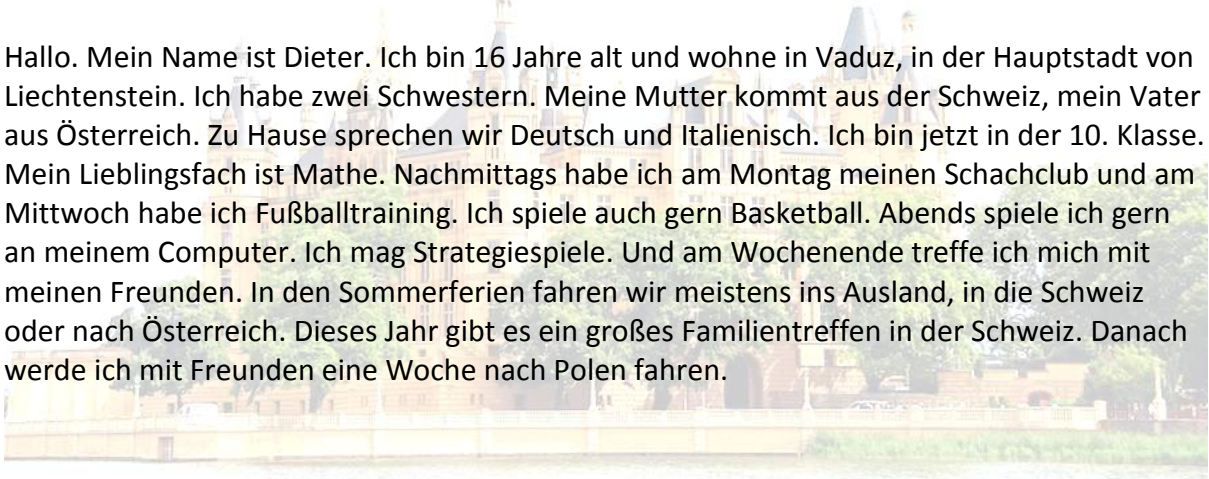 Hallo. Mein Name ist Dieter. Ich bin 16 Jahre alt und wohne in Vaduz, in der Hauptstadt von
Liechtenstein. Ich habe zwei Schwestern. Meine Mutter kommt aus der Schweiz, mein Vater
aus Österreich. Zu Hause sprechen wir Deutsch und Italienisch. Ich bin jetzt in der 10. Klasse.
Mein Lieblingsfach ist Mathe. Nachmittags habe ich am Montag meinen Schachclub und am
Mittwoch habe ich Fußballtraining. Ich spiele auch gern Basketball. Abends spiele ich gern
an meinem Computer. Ich mag Strategiespiele. Und am Wochenende treffe ich mich mit
meinen Freunden. In den Sommerferien fahren wir meistens ins Ausland, in die Schweiz
oder nach Österreich. Dieses Jahr gibt es ein großes Familientreffen in der Schweiz. Danach
werde ich mit Freunden eine Woche nach Polen fahren.